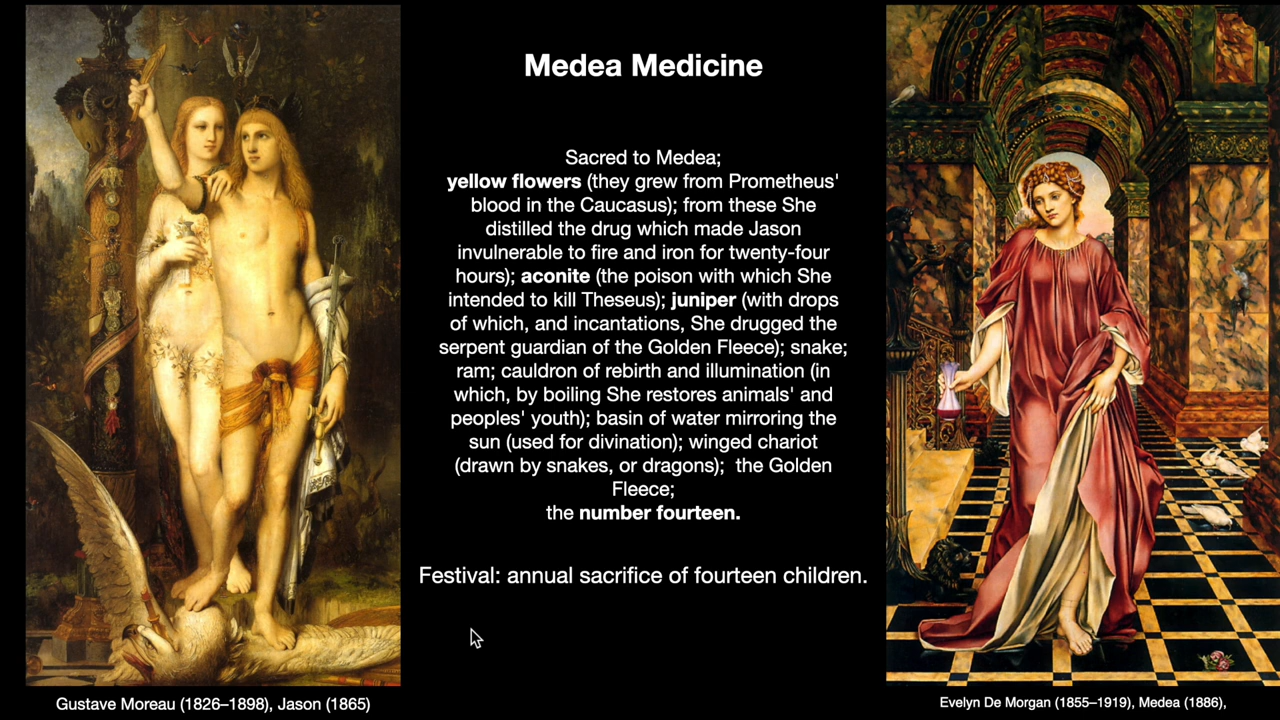 Medea Medicine
Sacred to Medea;
yellow flowers (they grew from Prometheus'
blood in the Caucasus); from these She
distilled the drug which made Jason
invulnerable to fire and iron for twenty-four
hours); aconite (the poison with which She
intended to kill Theseus); juniper (with drops
of which, and incantations, She drugged the
serpent guardian of the Golden Fleece); snake;
ram; cauldron of rebirth and illumination (in
which, by boiling She restores animals' and
peoples' youth); basin of water mirroring the
sun (used for divination); winged chariot
(drawn by snakes, or dragons);  the Golden
Fleece;
the number fourteen.
Festival: annual sacrifice of fourteen children.
Gustave Moreau (1826–1898), Jason (1865)
Evelyn De Morgan (1855–1919), Medea (1886),